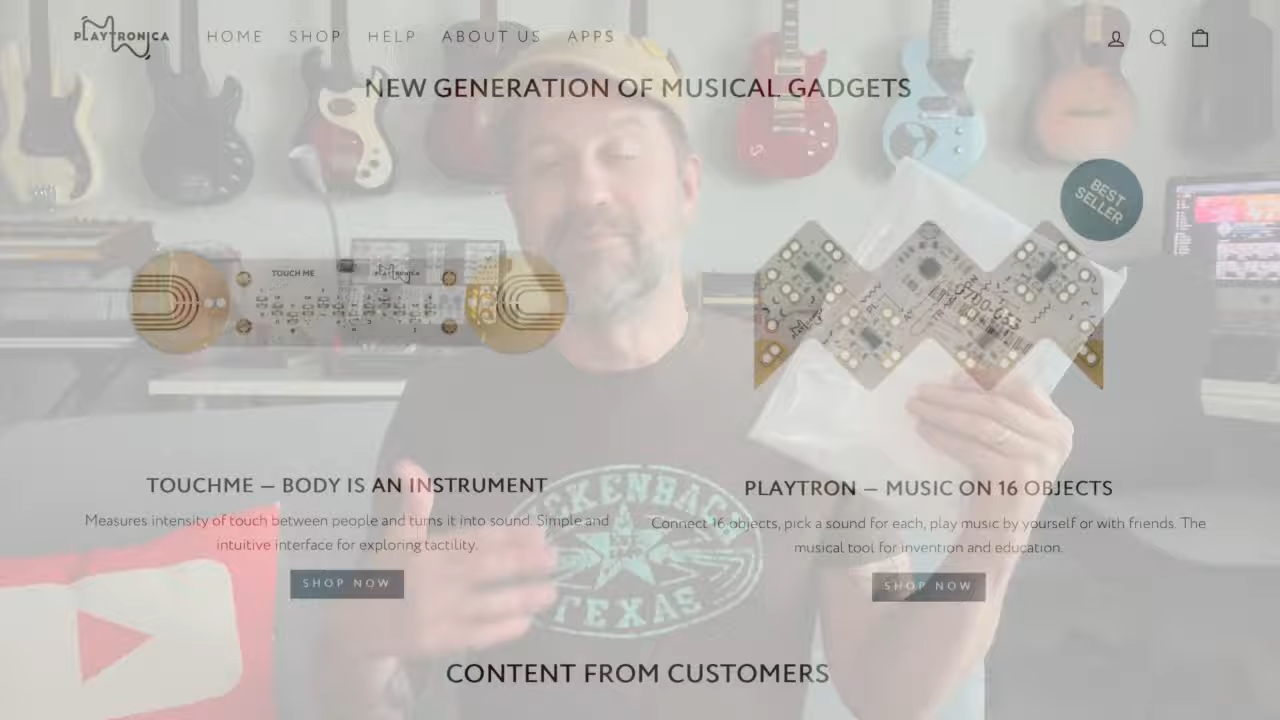 PLAYTRONICA HOME SHOP HELP ABOUT US APPS
NEW GENERATION OF MUSICAL GADGETS
BEST
SELLER
TOUCH ME PLAYTRONICA
TOUCHME – BODY IS AN INSTRUMENT
Measures intensity of touch between people and turns it into sound. Simple and
intuitive interface for exploring tactility.
SHOP NOW
PLAYTRON – MUSIC ON 16 OBJECTS
Connect 16 objects, pick a sound for each, play music by yourself or with friends. The
musical tool for invention and education.
SHOP NOW
TEXAS
CONTENT FROM CUSTOMERS